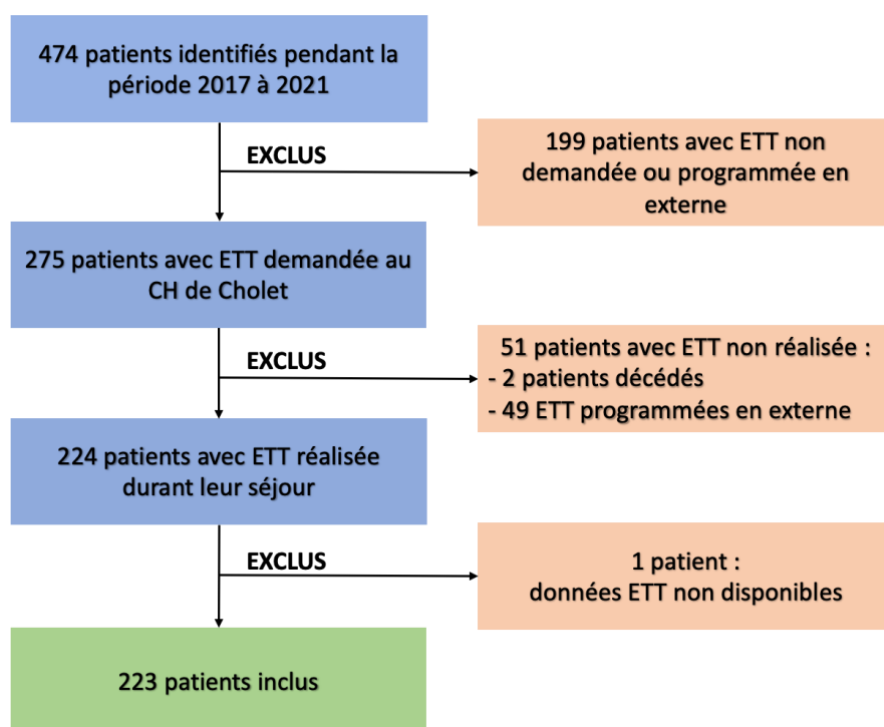 474 patients identifiés pendant la
période 2017 à 2021
EXCLUS
199 patients avec ETT non
demandée ou programmée en
externe
275 patients avec ETT demandée au
CH de Cholet
EXCLUS
51 patients avec ETT non réalisée :
- 2 patients décédés
- 49 ETT programmées en externe
224 patients avec ETT réalisée
durant leur séjour
EXCLUS
1 patient :
données ETT non disponibles
223 patients inclus